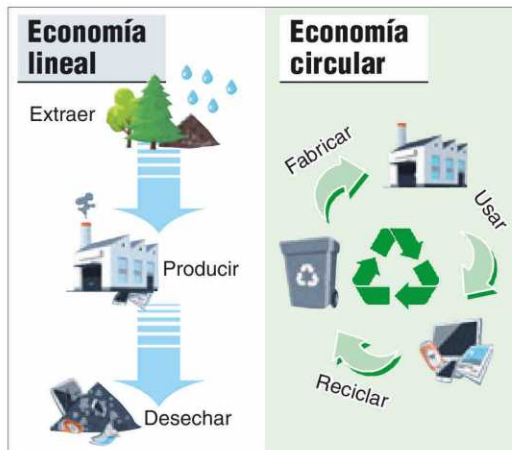 Economía
lineal
Extraer
Producir
Desechar
Economía
circular
Fabricar
Usar
Reciclar